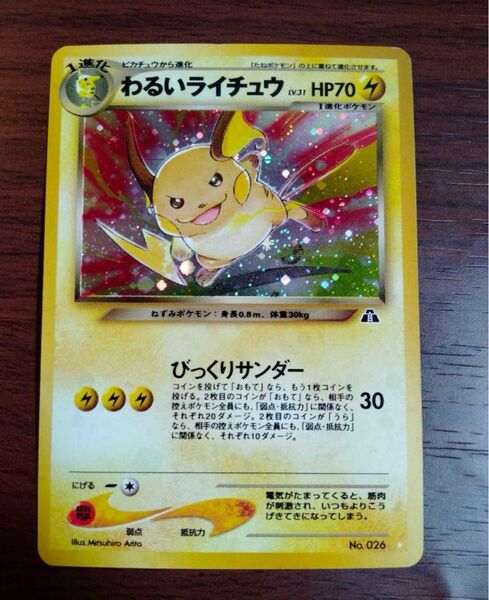 1進化
ピカチュウから進化 「たねポケモン」の上に重ねて進化させます。
わるいライチュウ LV.31 HP70
1進化ポケモン
ねずみポケモン：身長0.8m、体重30kg
びっくりサンダー
コインを投げて「おもて」なら、もう1枚コインを
投げる。2枚目のコインが「おもて」なら、相手の
控えポケモン全員にも、「弱点・抵抗力」に関係なく、
それぞれ20ダメージ。2枚目のコインが「うら」
なら、相手の控えポケモン全員にも、「弱点・抵抗力」
に関係なく、それぞれ10ダメージ。
30
にげる
弱点 抵抗力
電気がたまってくると、筋肉
が刺激され、いつもよりこう
げきてきになってしまう。
Illus. Mitsuhiro Arita
No. 026